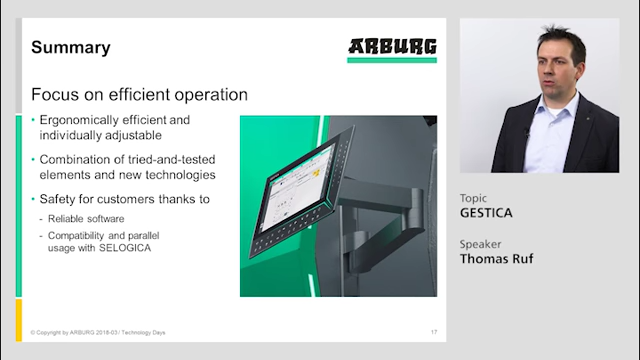 Summary
ARBURG
Focus on efficient operation
• Ergonomically efficient and
individually adjustable
• Combination of tried-and-tested
elements and new technologies
• Safety for customers thanks to
- Reliable software
- Compatibility and parallel
usage with SELOGICA
© Copyright by ARBURG 2018-03 / Technology Days
17
Topic
GESTICA
Speaker
Thomas Ruf